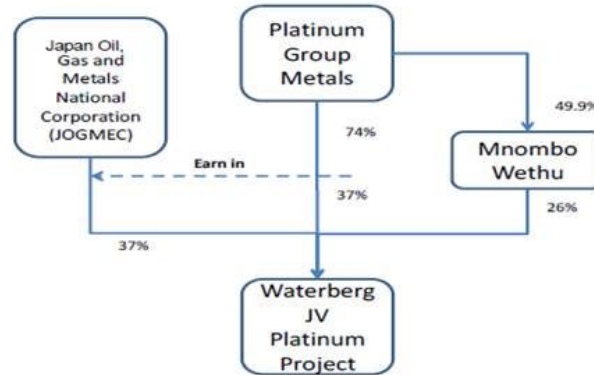 Japan Oil,
Gas and
Metals
National
Corporation
(JOGMEC)
Platinum
Group
Metals
49.9%
74%
Mnombo
Wethu
Earn in
37%
26%
37%
Waterberg
JV
Platinum
Project